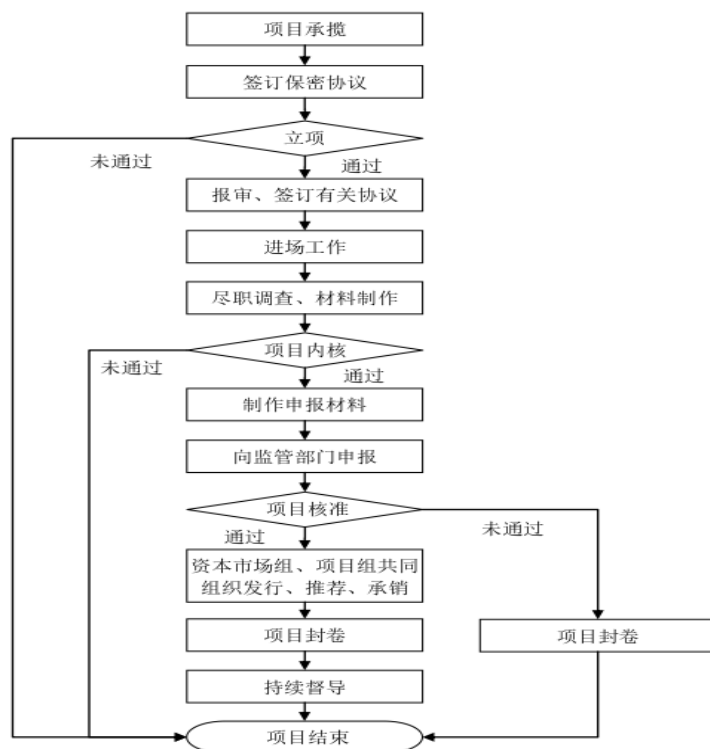 项目承揽
签订保密协议
立项
未通过
通过
报审、签订有关协议
进场工作
尽职调查、材料制作
项目内核
未通过
通过
制作申报材料
向监管部门申报
项目核准
通过
未通过
资本市场组、项目组共同
组织发行、推荐、承销
项目封卷
项目封卷
持续督导
项目结束